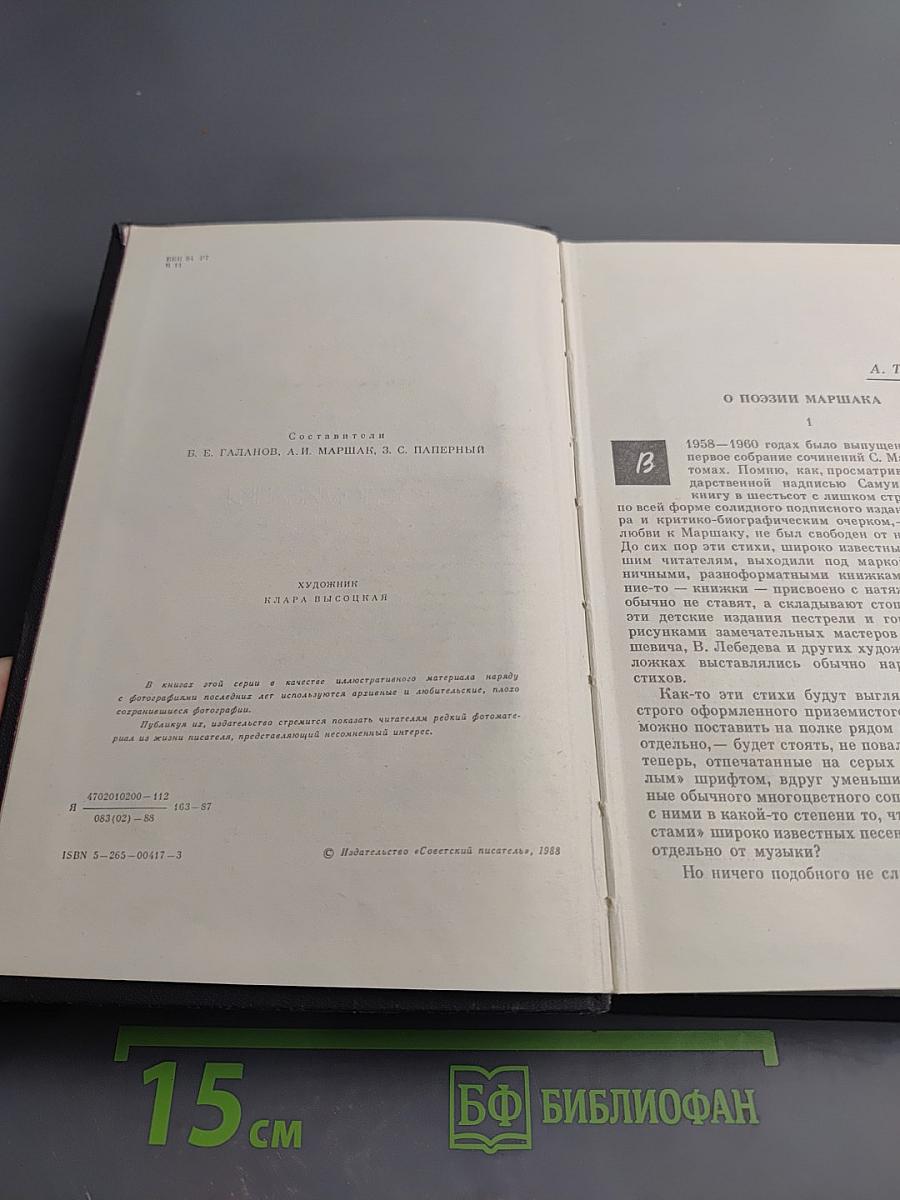 ББК 84 Р7
В 11
Составители
Б. Е. ГАЛАНОВ, А. И. МАРШАК, З. С. ПАПЕРНЫЙ
ХУДОЖНИК
КЛАРА ВЫСОЦКАЯ
В книгах этой серии в качестве иллюстративного материала наряду
с фотографиями последних лет используются архивные и любительские, плохо
сохранившиеся фотографии.
Публикуя их, издательство стремится показать читателям редкий фотомате-
риал из жизни писателя, представляющий несомненный интерес.
Я 4702010200—112 163—87
083(02)—88
ISBN 5—265—00417—3
© Издательство «Советский писатель», 1988
А. Т
О ПОЭЗИИ МАРШАКА
1
В 1958—1960 годах было выпущен
первое собрание сочинений С. Ма
томах. Помню, как, просматрив
дарственной надписью Самуи
книгу в шестьсот с лишком стр
по всей форме солидного подписного издан
ра и критико-биографическим очерком,—
любви к Маршаку, не был свободен от н
До сих пор эти стихи, широко известны
шим читателям, выходили под марко
ничными, разноформатными книжкам
ние-то — книжки — присвоено с натяж
обычно не ставят, а складывают стоп
эти детские издания пестрели и го
рисунками замечательных мастеров
шевича, В. Лебедева и других худож
ложках выставлялись обычно нар
стихов.
Как-то эти стихи будут выгля
строго оформленного приземистого
можно поставить на полке рядом
отдельно,— будет стоять, не повал
теперь, отпечатанные на серых
лым» шрифтом, вдруг уменьши
ные обычного многоцветного соп
с ними в какой-то степени то, чт
стами» широко известных песен
отдельно от музыки?
Но ничего подобного не сл
15 см
БФ БИБЛИОФАН